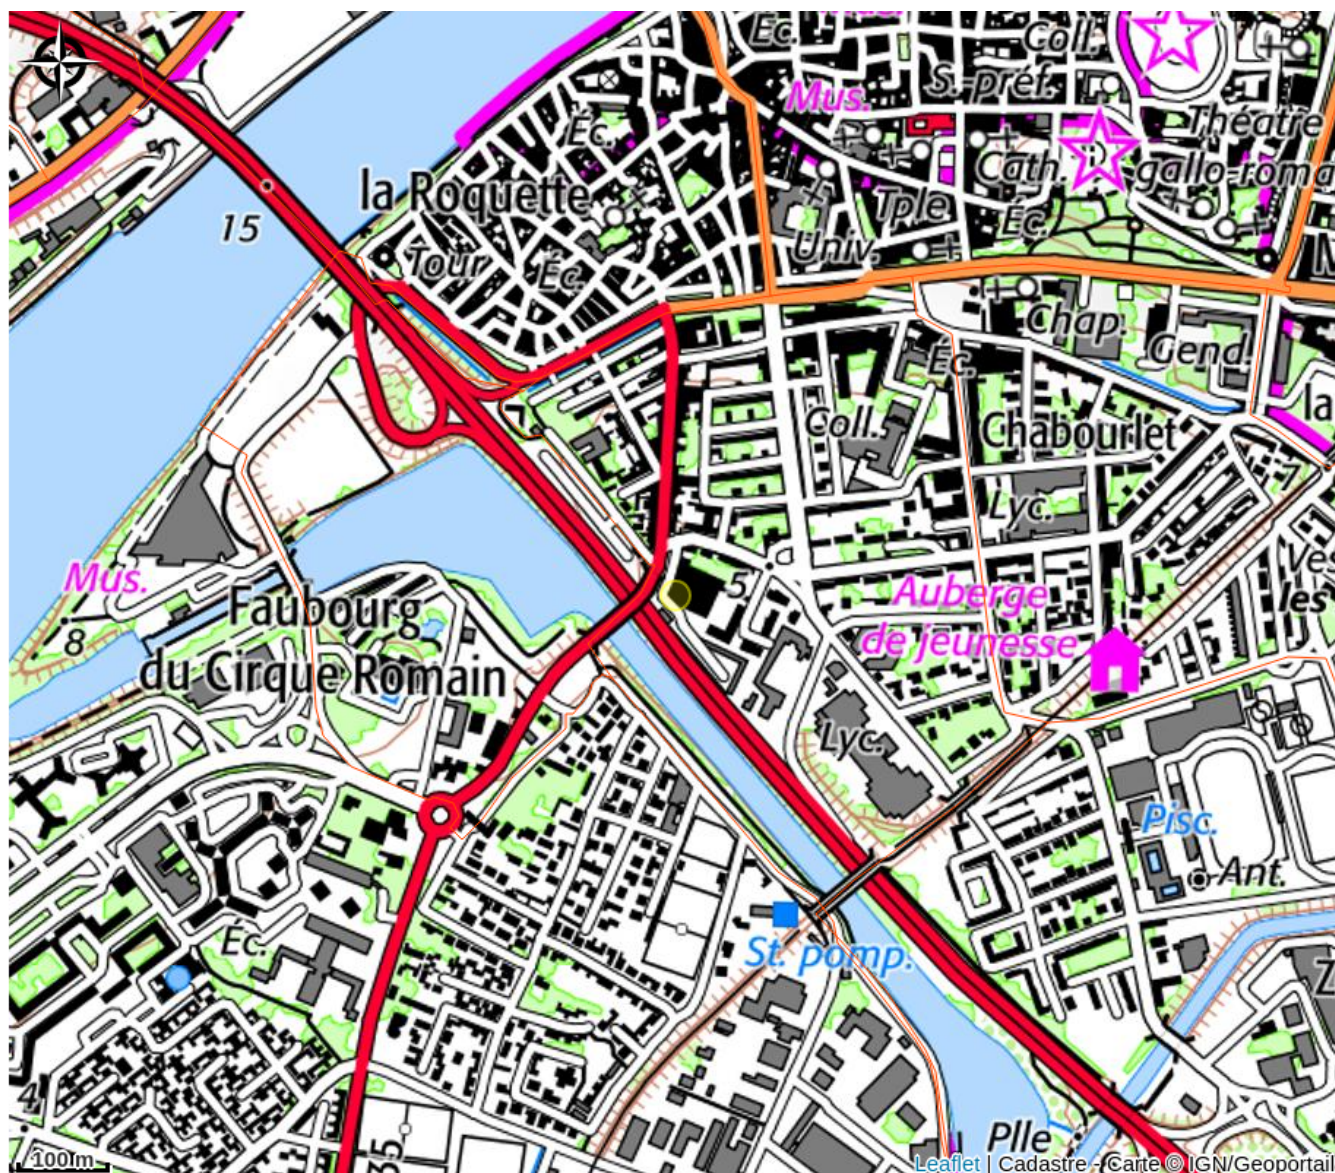 Éc.
Coll.
S.-préf.
Mus.
Théatre
Éc.
Cath.
gallo-roma
la Roquette
Tple
Éc.
15
Univ.
Tour
Éc.
Chap.
Gend.
Éc.
la
Coll.
Chabourlet
Lyc.
Mus.
5
Auberge
de jeunesse
Ves
les
Faubourg
du Cirque Romain
8
Lyc.
Pisc.
Ant.
Éc.
St. pomp.
Z
4
35
Plle
100 m
Leaflet | Cadastre - Carte © IGN/Geoportail